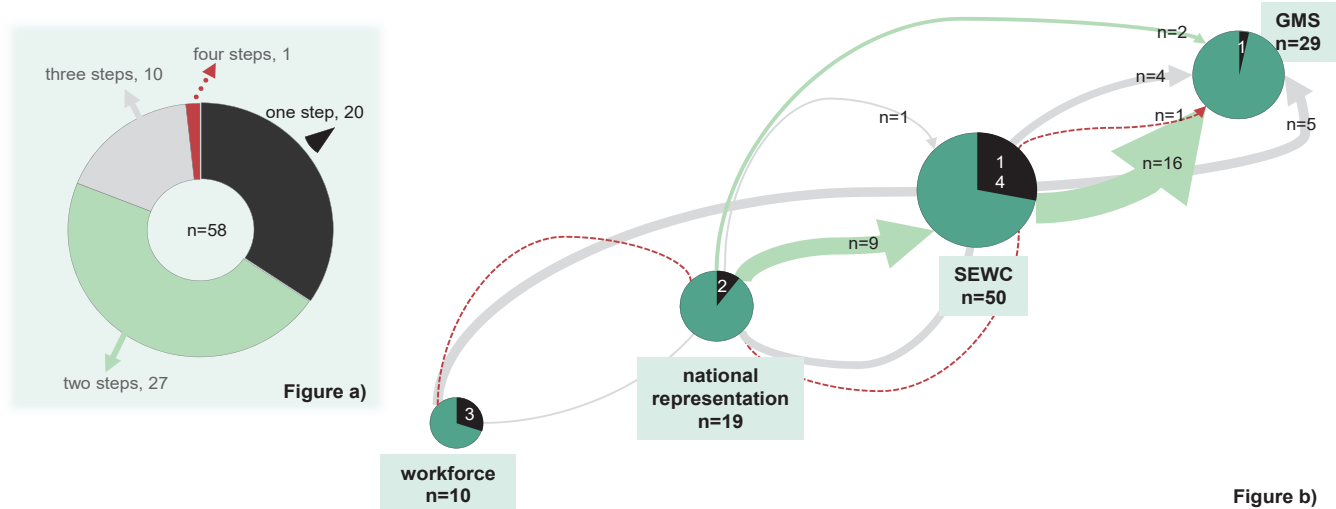 four steps, 1
three steps, 10
one step, 20
n=58
two steps, 27
Figure a)
GMS
n=29
1
n=2
n=4
n=1
n=5
n=1
n=16
1
4
n=9
SEWC
n=50
2
national
representation
n=19
3
workforce
n=10
Figure b)